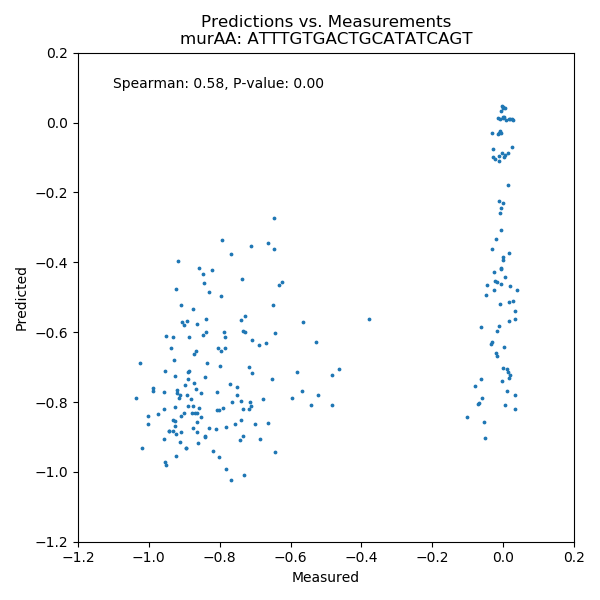 Predictions vs. Measurements
murAA: ATTTGTGACTGCATATCAGT
Spearman: 0.58, P-value: 0.00
0.2
0.0
−0.2
−0.4
−0.6
−0.8
−1.0
−1.2
Predicted
−1.2 −1.0 −0.8 −0.6 −0.4 −0.2 0.0 0.2
Measured